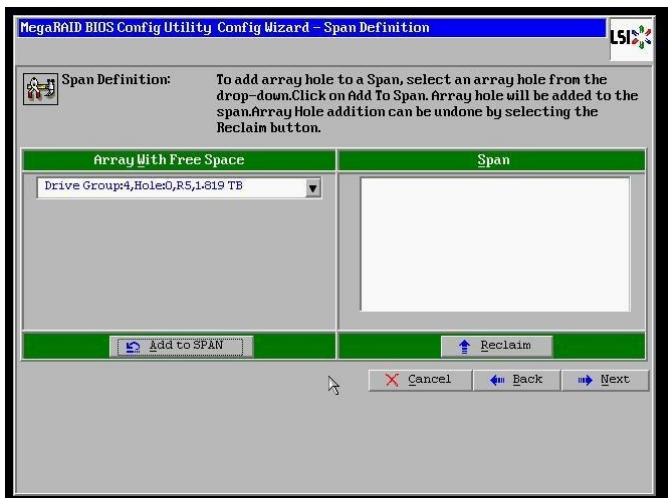 MegaRAID BIOS Config Utility Config Wizard – Span Definition
LSI
Span Definition:
To add array hole to a Span, select an array hole from the
drop-down.Click on Add To Span. Array hole will be added to the
span.Array Hole addition can be undone by selecting the
Reclaim button.
Array With Free Space
Span
Drive Group:4,Hole:0,R5,1.819 TB
Add to SPAN
Reclaim
Cancel
Back
Next